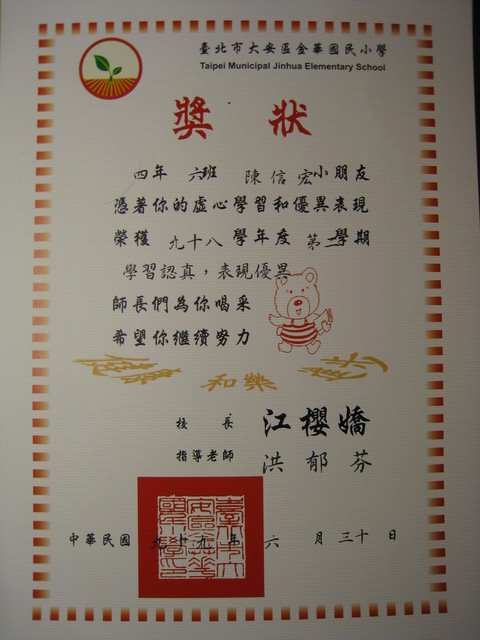 臺北市大安區金華國民小學
Taipei Municipal Jinhua Elementary School
獎狀
四年 六班 陳信宏小朋友
憑著你的虛心學習和優異表現
榮獲 九十八 學年度 第二學期
學習認真,表現優異
師長們為你喝采
希望你繼續努力
和樂
校長 江櫻嬌
指導老師 洪郁芬
中華民國 九十九 年 六 月 三十 日